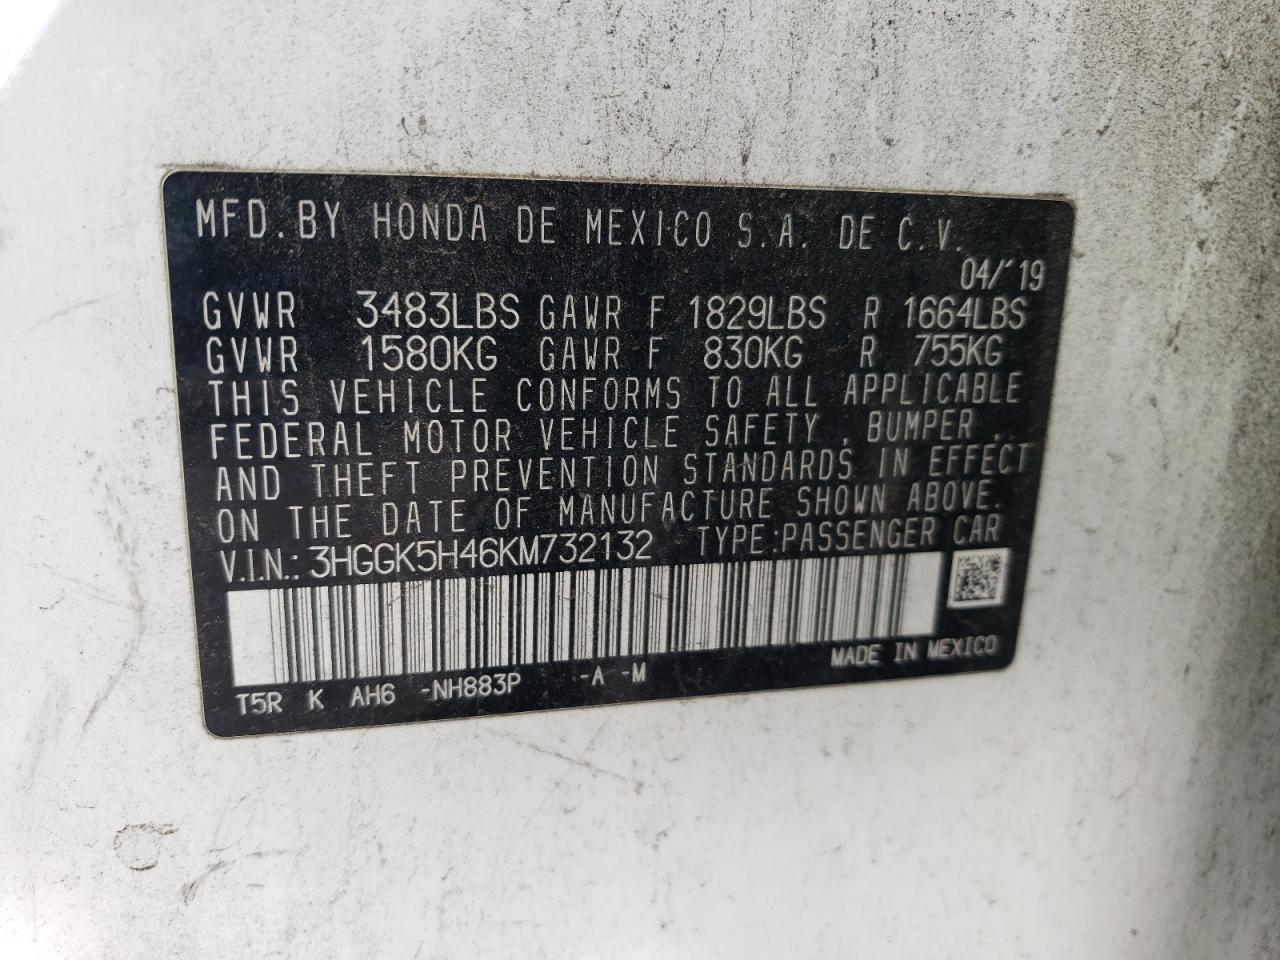 MFD. BY HONDA DE MEXICO S.A. DE C.V.
04/'19
GVWR 3483LBS GAWR F 1829LBS R 1664LBS
GVWR 1580KG GAWR F 830KG R 755KG
THIS VEHICLE CONFORMS TO ALL APPLICABLE
FEDERAL MOTOR VEHICLE SAFETY , BUMPER ,
AND THEFT PREVENTION STANDARDS IN EFFECT
ON THE DATE OF MANUFACTURE SHOWN ABOVE.
V.I.N.: 3HGGK5H46KM732132 TYPE:PASSENGER CAR
MADE IN MEXICO
T5R K AH6 -NH883P -A -M